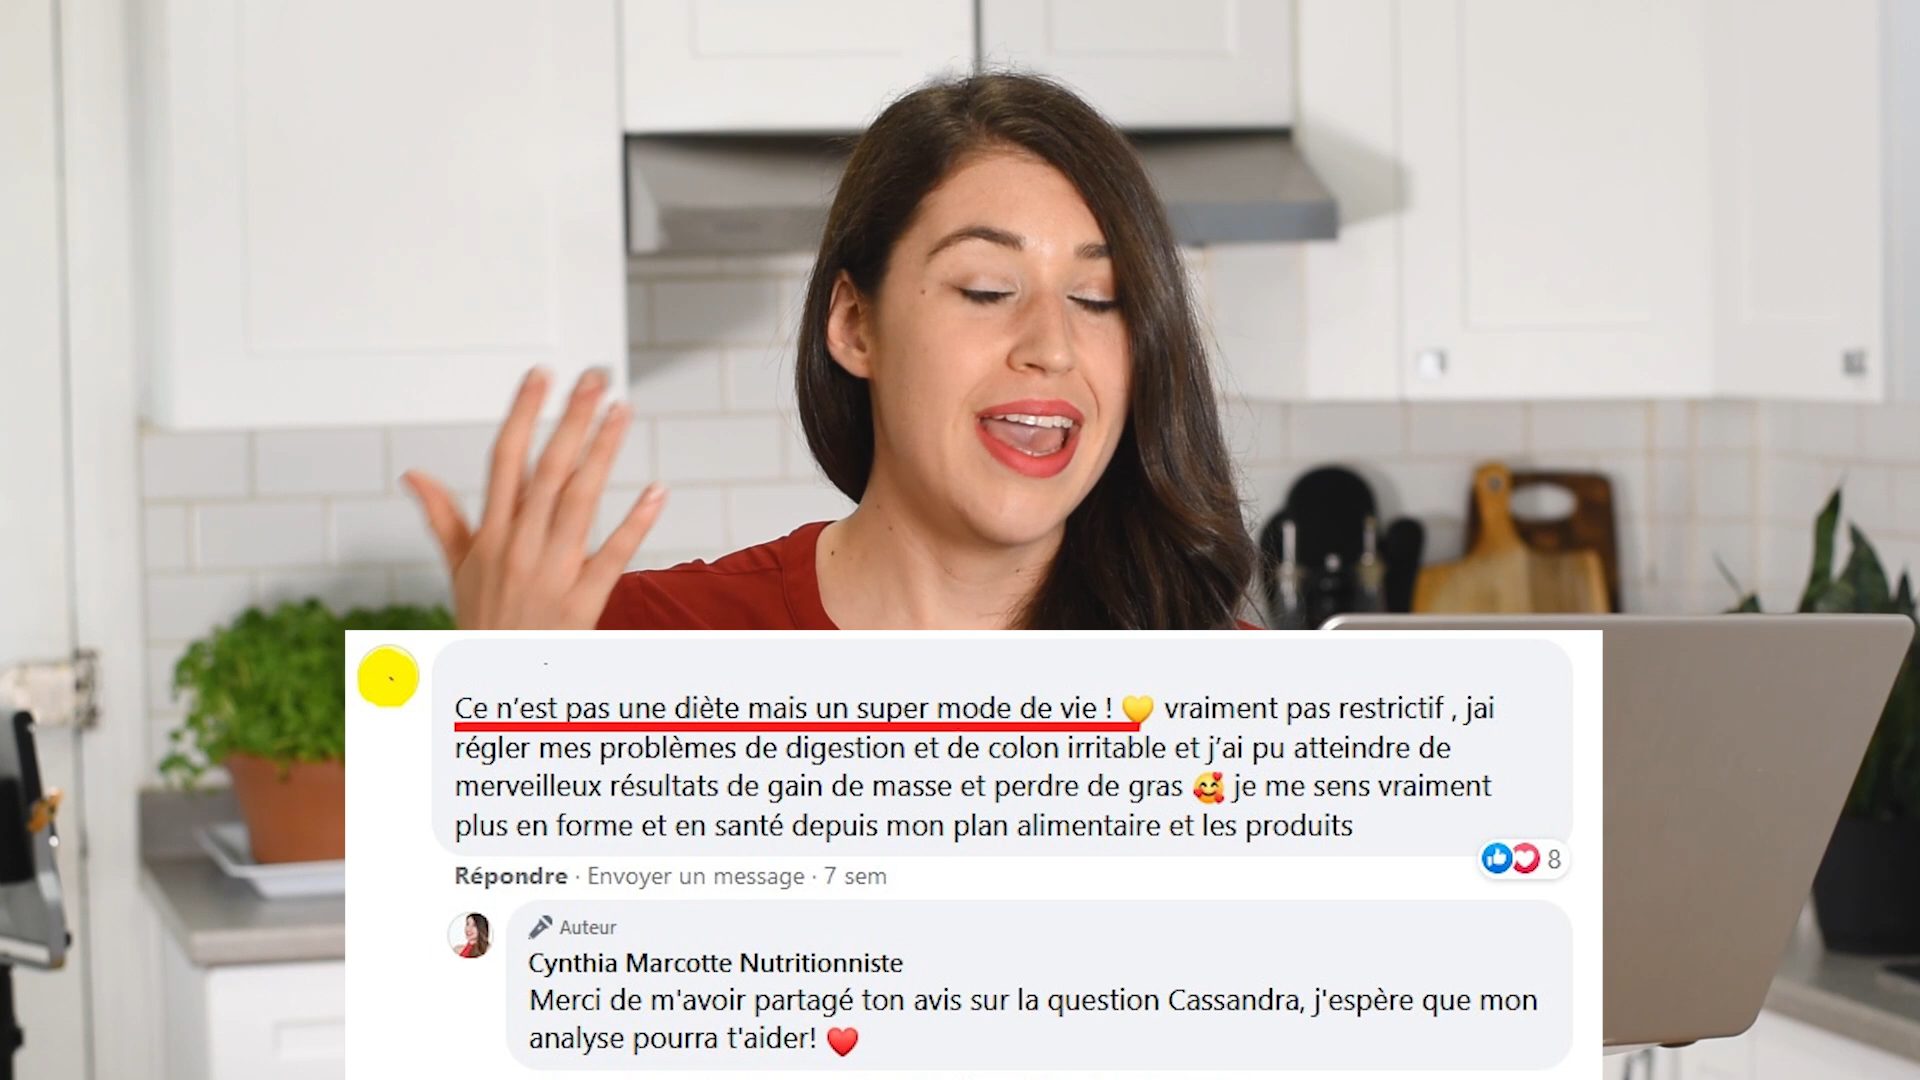 Ce n’est pas une diète mais un super mode de vie ! 💛 vraiment pas restrictif , jai
régler mes problèmes de digestion et de colon irritable et j’ai pu atteindre de
merveilleux résultats de gain de masse et perdre de gras 🥰 je me sens vraiment
plus en forme et en santé depuis mon plan alimentaire et les produits
8
Répondre · Envoyer un message · 7 sem
Auteur
Cynthia Marcotte Nutritionniste
Merci de m'avoir partagé ton avis sur la question Cassandra, j'espère que mon
analyse pourra t'aider! ♥️